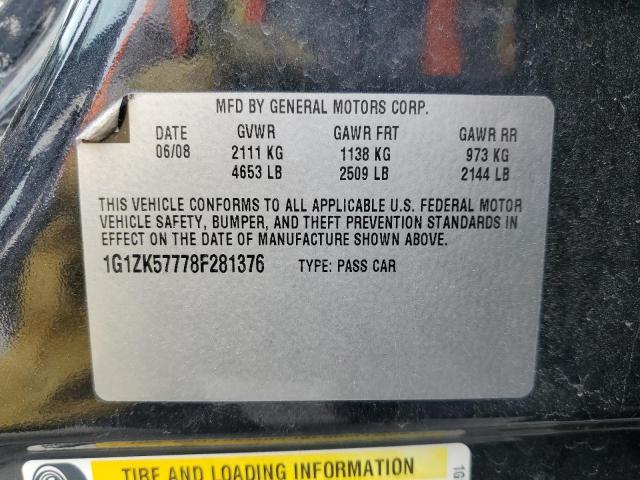 MFD BY GENERAL MOTORS CORP.
DATE GVWR GAWR FRT GAWR RR
06/08 2111 KG 1138 KG 973 KG
4653 LB 2509 LB 2144 LB
THIS VEHICLE CONFORMS TO ALL APPLICABLE U.S. FEDERAL MOTOR
VEHICLE SAFETY, BUMPER, AND THEFT PREVENTION STANDARDS IN
EFFECT ON THE DATE OF MANUFACTURE SHOWN ABOVE.
1G1ZK57778F281376 TYPE: PASS CAR
TIRE AND LOADING INFORMATION
1G